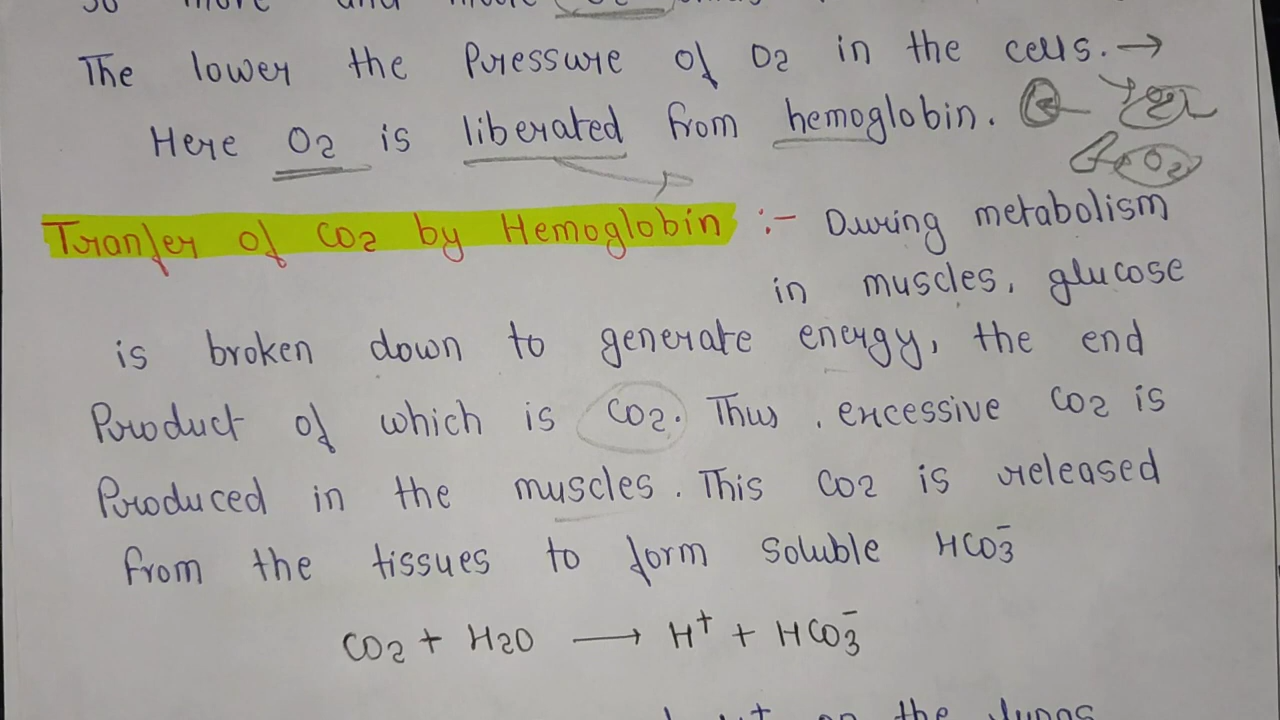 The lower the Pressure of O2 in the cells. →
Here O2 is liberated from hemoglobin.
O2
Tranfer of CO2 by Hemoglobin :- During metabolism
in muscles, glucose
is broken down to generate energy, the end
Product of which is CO2. Thus, excessive CO2 is
Produced in the muscles. This CO2 is released
from the tissues to form soluble HCO3⁻
CO2 + H2O ⟶ H⁺ + HCO3⁻
the lungs